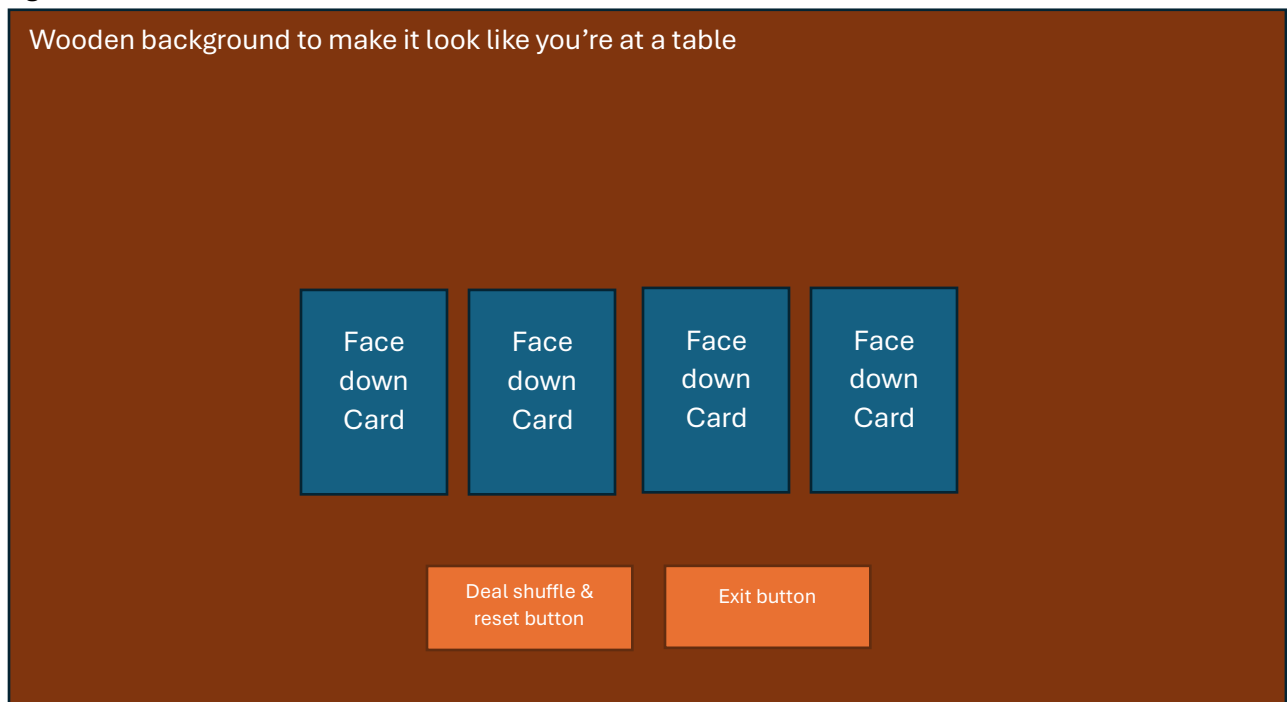 Wooden background to make it look like you’re at a table
Face
down
Card
Face
down
Card
Face
down
Card
Face
down
Card
Deal shuffle &
reset button
Exit button